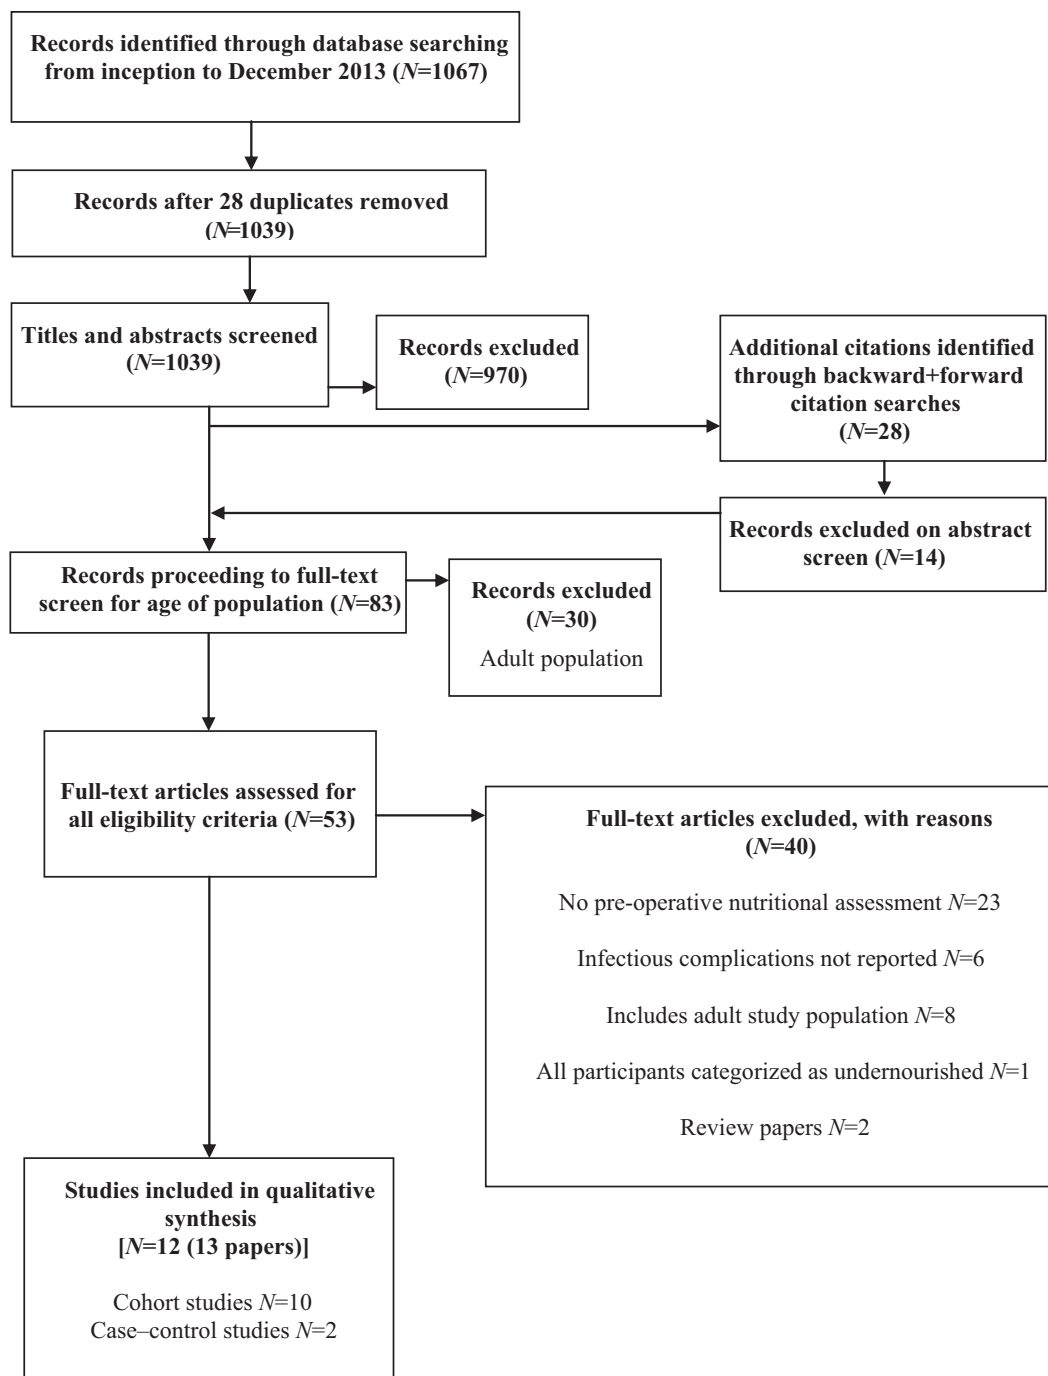 Records identified through database searching
from inception to December 2013 (N=1067)
Records after 28 duplicates removed
(N=1039)
Titles and abstracts screened
(N=1039)
Records excluded
(N=970)
Additional citations identified
through backward+forward
citation searches
(N=28)
Records excluded on abstract
screen (N=14)
Records proceeding to full-text
screen for age of population (N=83)
Records excluded
(N=30)
Adult population
Full-text articles assessed for
all eligibility criteria (N=53)
Full-text articles excluded, with reasons
(N=40)
No pre-operative nutritional assessment N=23
Infectious complications not reported N=6
Includes adult study population N=8
All participants categorized as undernourished N=1
Review papers N=2
Studies included in qualitative
synthesis
[N=12 (13 papers)]
Cohort studies N=10
Case–control studies N=2